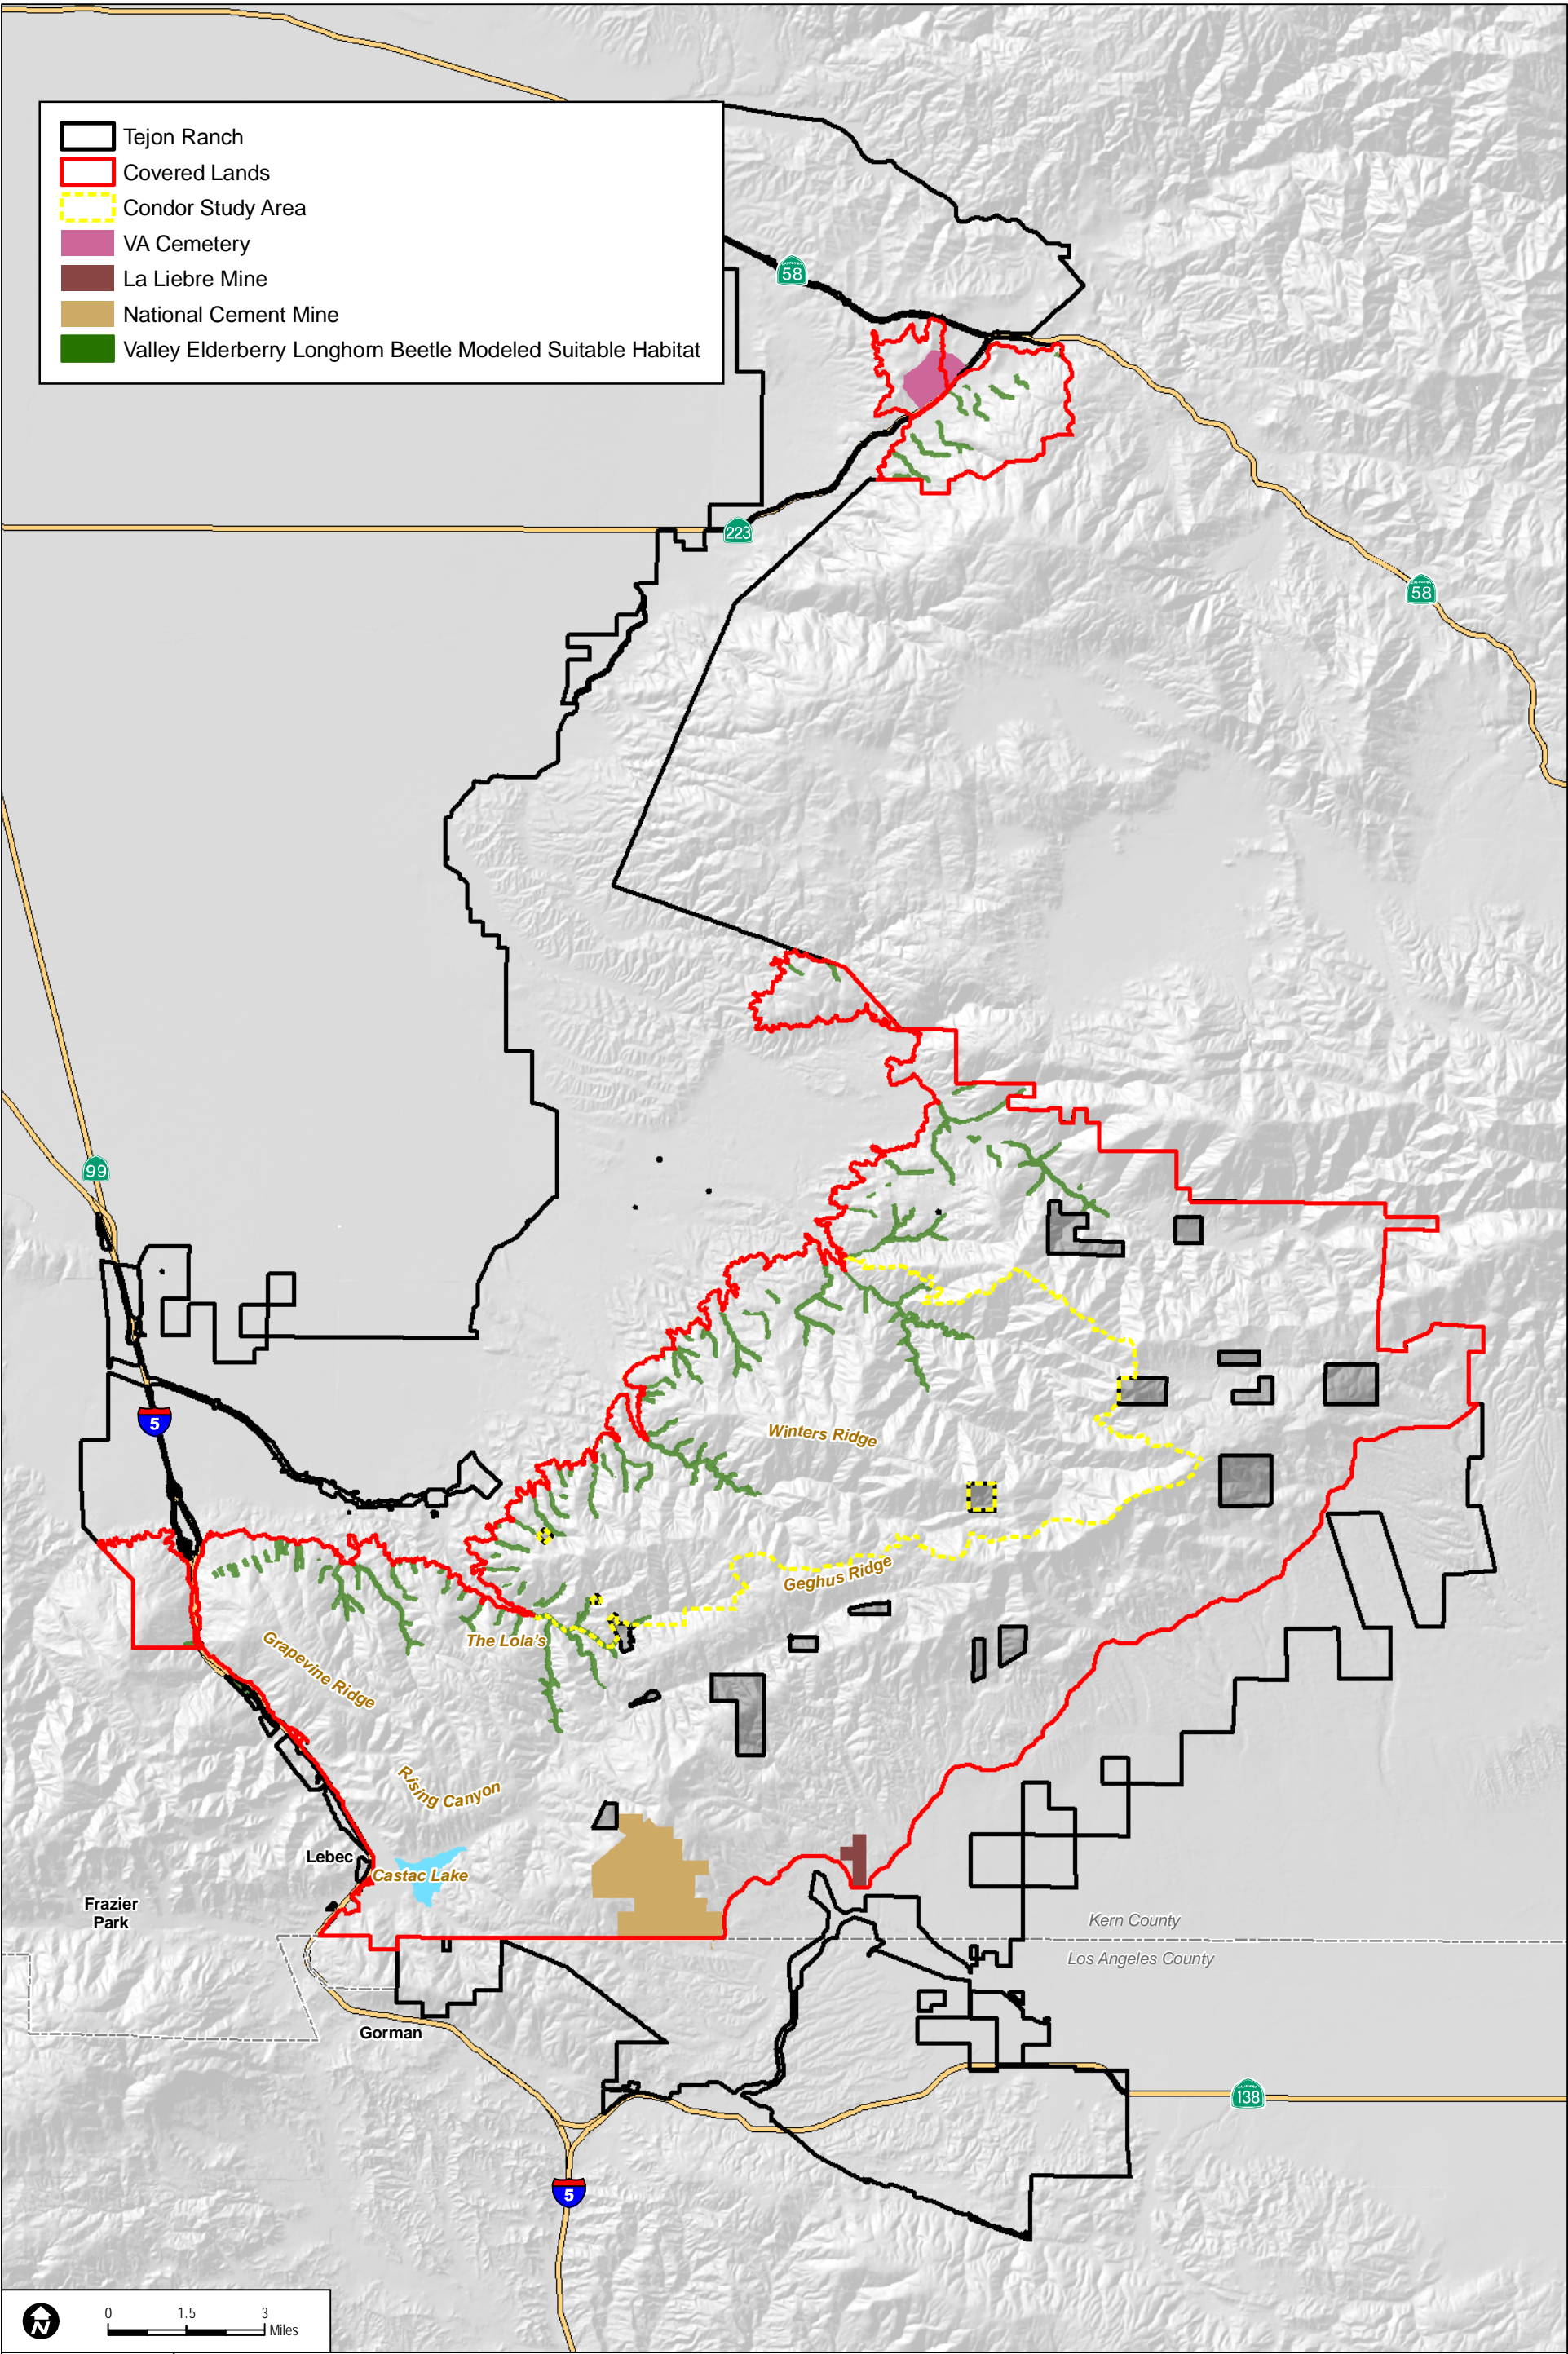 Tejon Ranch
Covered Lands
Condor Study Area
VA Cemetery
La Liebre Mine
National Cement Mine
Valley Elderberry Longhorn Beetle Modeled Suitable Habitat
58
223
58
99
5
Winters Ridge
Geghus Ridge
The Lola's
Grapevine Ridge
Rising Canyon
Lebec
Castac Lake
Frazier
Park
Kern County
Los Angeles County
Gorman
138
5
N
0 1.5 3
Miles